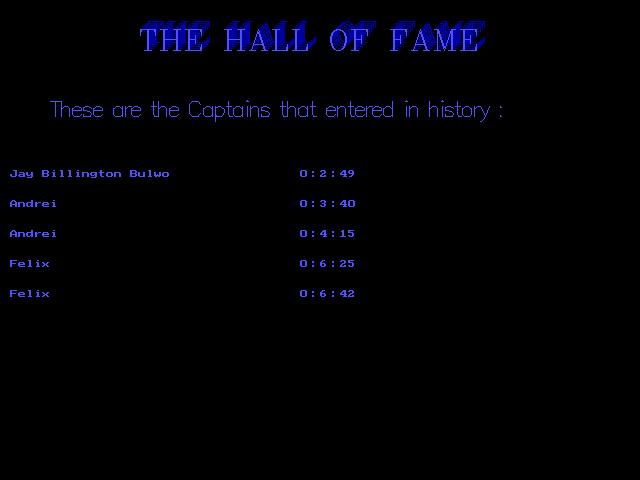 THE HALL OF FAME
These are the Captains that entered in history :
Jay Billington Bulwo 0:2:49
Andrei 0:3:40
Andrei 0:4:15
Felix 0:6:25
Felix 0:6:42